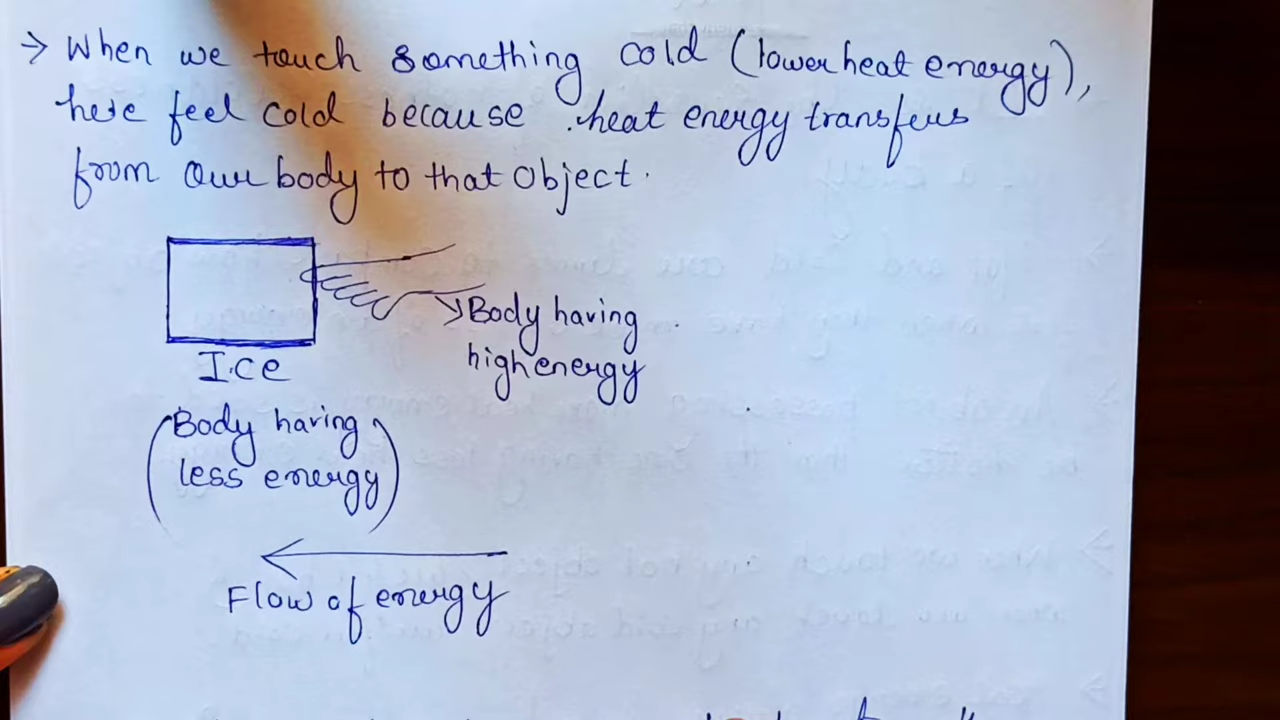 → When we touch something cold (lower heat energy),
here feel cold because heat energy transfers
from our body to that object.
Body having
high energy
Ice
(Body having
less energy)
Flow of energy